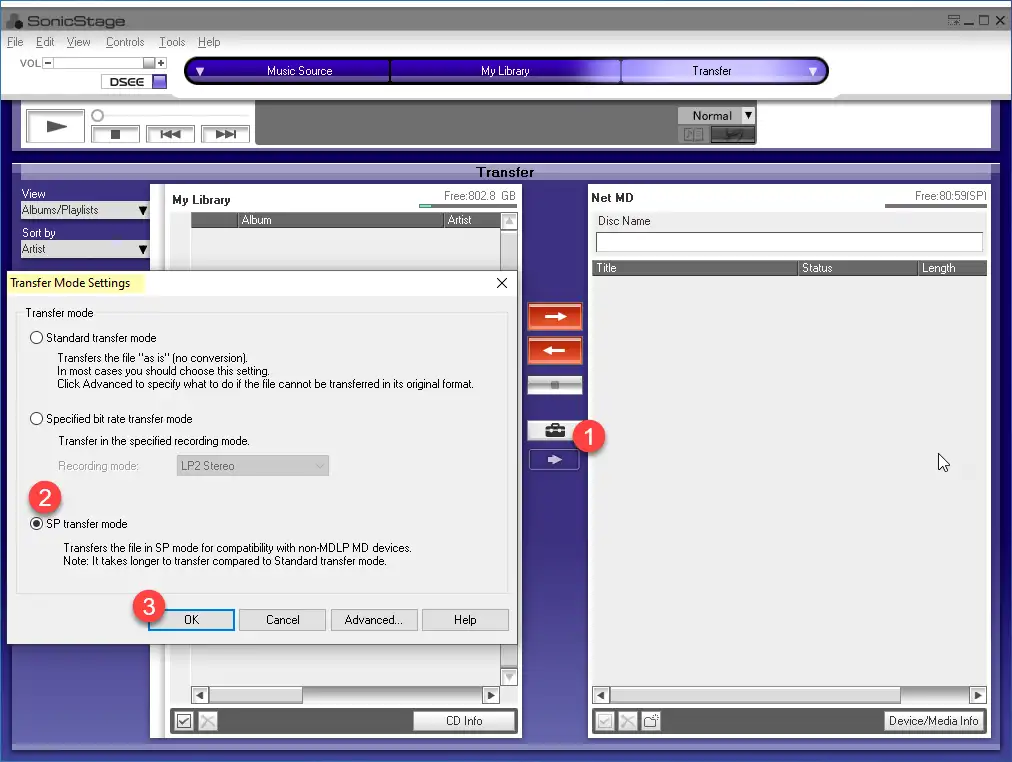 SonicStage
File Edit View Controls Tools Help
VOL
DSEE
Music Source My Library Transfer
Normal
Transfer
View
Albums/Playlists
Sort by
Artist
My Library Free:802.8 GB
Album Artist
Net MD Free:80:59(SP)
Disc Name
Title Status Length
Transfer Mode Settings
Transfer mode
Standard transfer mode
Transfers the file "as is" (no conversion).
In most cases you should choose this setting.
Click Advanced to specify what to do if the file cannot be transferred in its original format.
Specified bit rate transfer mode
Transfer in the specified recording mode.
Recording mode: LP2 Stereo
1
2
SP transfer mode
Transfers the file in SP mode for compatibility with non-MDLP MD devices.
Note: It takes longer to transfer compared to Standard transfer mode.
3
OK Cancel Advanced... Help
CD Info
Device/Media Info